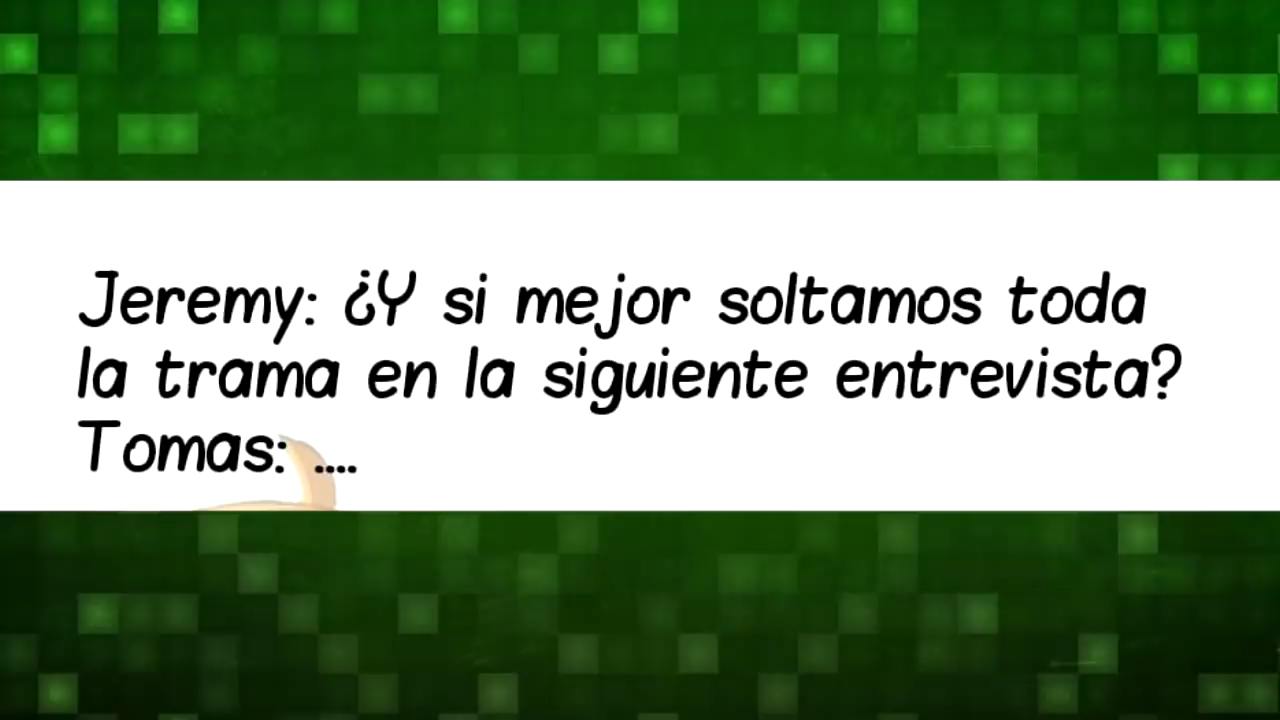 Jeremy: ¿Y si mejor soltamos toda
la trama en la siguiente entrevista?
Tomas: ....